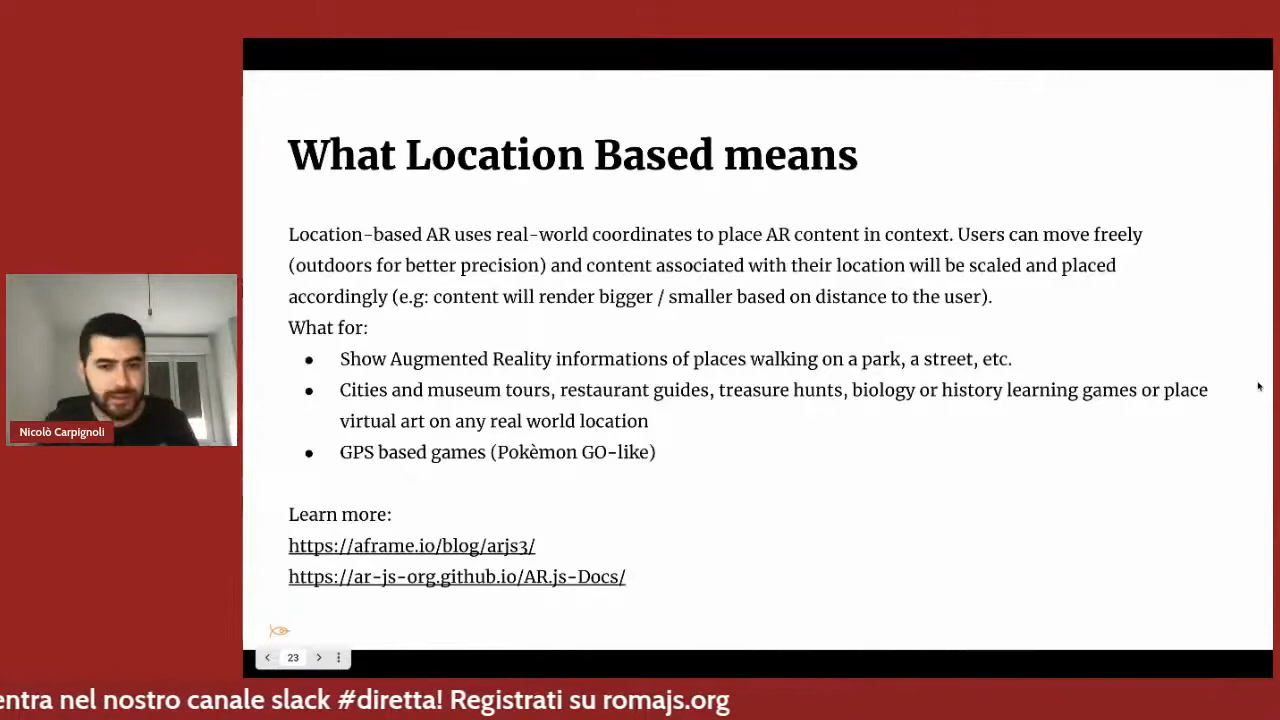 What Location Based means
Location-based AR uses real-world coordinates to place AR content in context. Users can move freely
(outdoors for better precision) and content associated with their location will be scaled and placed
accordingly (e.g: content will render bigger / smaller based on distance to the user).
What for:
● Show Augmented Reality informations of places walking on a park, a street, etc.
● Cities and museum tours, restaurant guides, treasure hunts, biology or history learning games or place
virtual art on any real world location
● GPS based games (Pokèmon GO-like)
Learn more:
https://aframe.io/blog/arjs3/
https://ar-js-org.github.io/AR.js-Docs/
Nicolò Carpignoli
23
entra nel nostro canale slack #diretta! Registrati su romajs.org